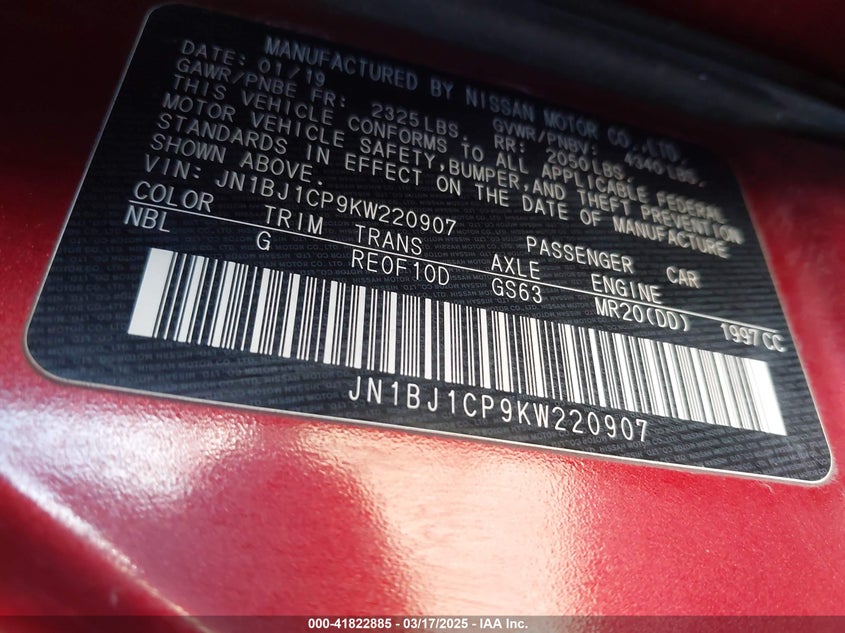 MANUFACTURED BY NISSAN MOTOR CO.,LTD.
DATE: 01/19 GVWR/PNBV: 4340 LBS.
GAWR/PNBE FR: 2325LBS. RR: 2050LBS.
THIS VEHICLE CONFORMS TO ALL APPLICABLE FEDERAL
MOTOR VEHICLE SAFETY,BUMPER,AND THEFT PREVENTION
STANDARDS IN EFFECT ON THE DATE OF MANUFACTURE
SHOWN ABOVE.
VIN: JN1BJ1CP9KW220907 PASSENGER CAR
COLOR TRIM TRANS AXLE ENGINE
NBL G RE0F10D GS63 MR20(DD) 1997CC
JN1BJ1CP9KW220907
000-41822885 - 03/17/2025 - IAA Inc.